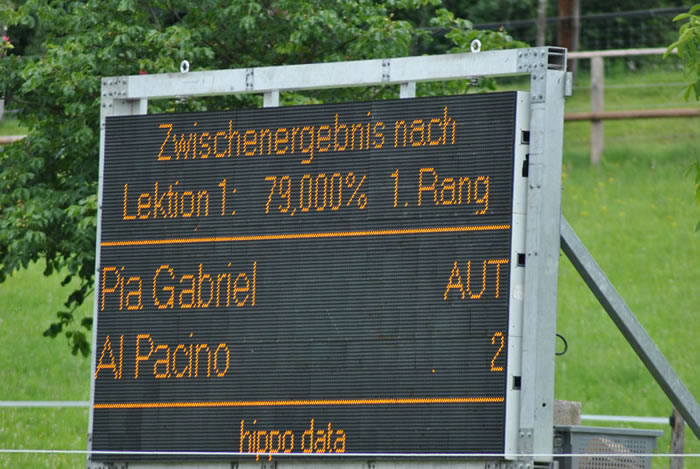 Zwischenergebnis nach
Lektion 1: 79,000% 1. Rang
Pia Gabriel AUT
Al Pacino 2
hippo data